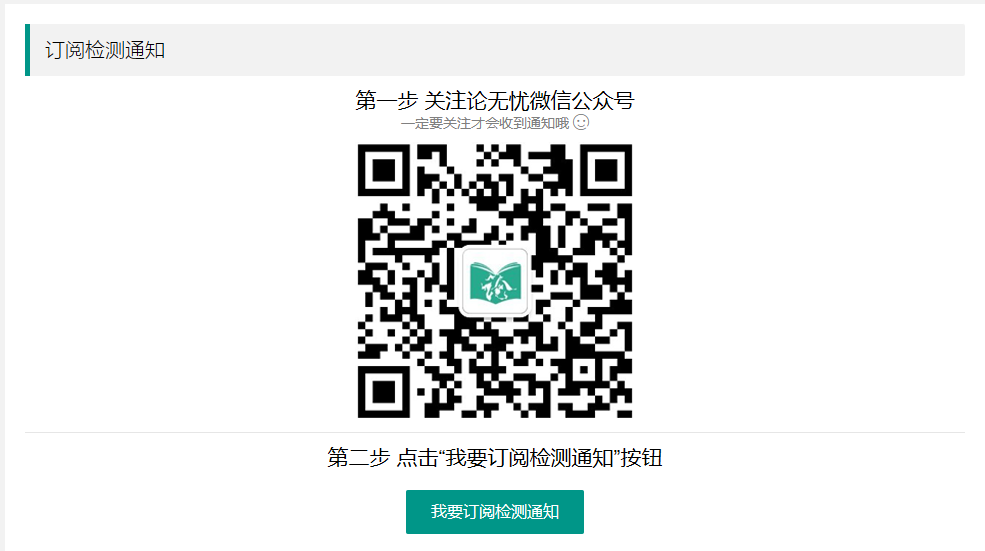 订阅检测通知
第一步 关注论无忧微信公众号
一定要关注才会收到通知哦
论
第二步 点击“我要订阅检测通知”按钮
我要订阅检测通知